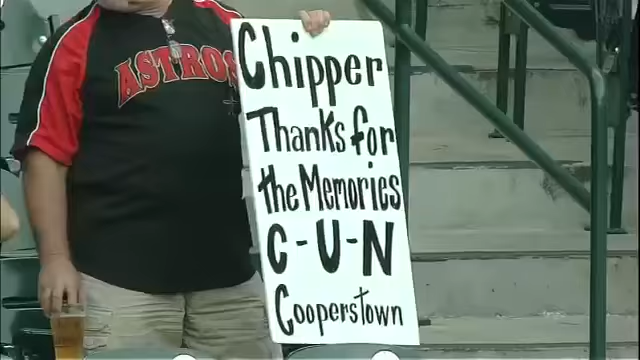 ASTROS
Chipper
Thanks for
the Memories
C-U-N
Cooperstown